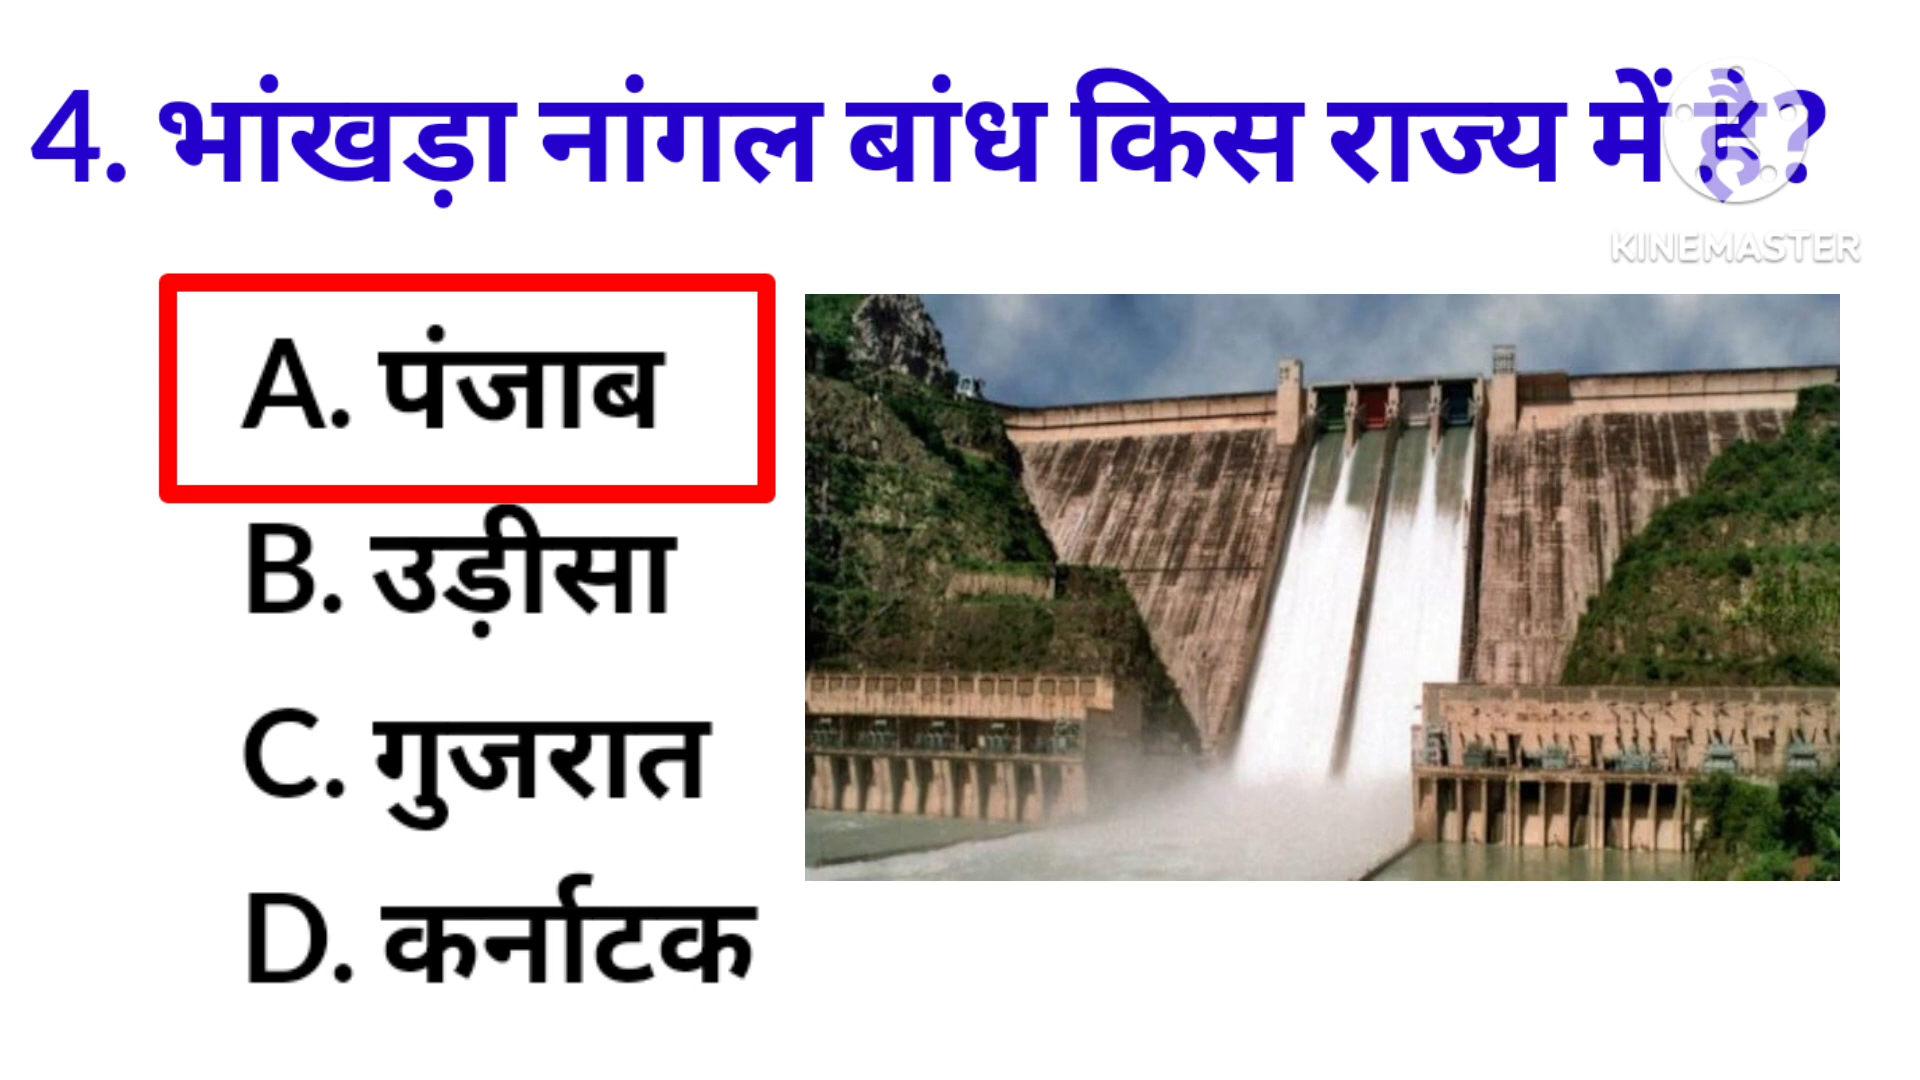 4. भांखड़ा नांगल बांध किस राज्य में है?
KINEMASTER
A. पंजाब
B. उड़ीसा
C. गुजरात
D. कर्नाटक